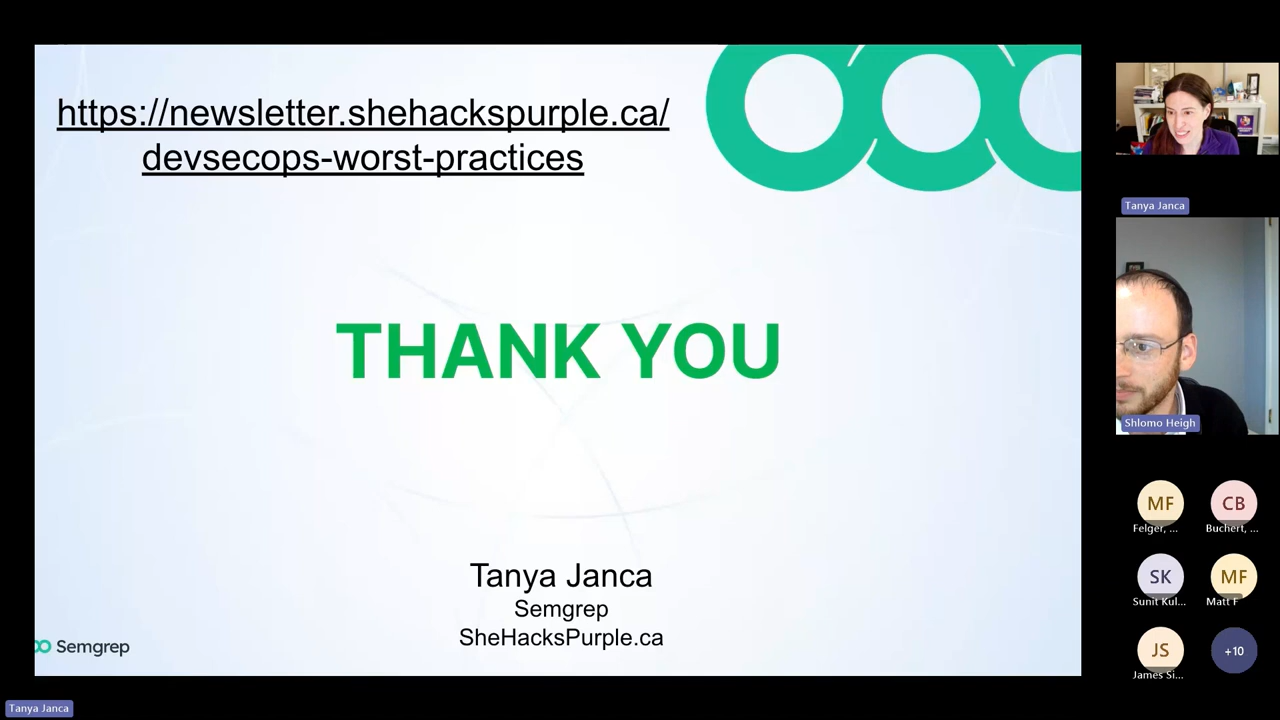 https://newsletter.shehackspurple.ca/
devsecops-worst-practices
THANK YOU
Tanya Janca
Semgrep
SheHacksPurple.ca
Semgrep
Tanya Janca
Tanya Janca
Shlomo Heigh
MF
Felger, ...
CB
Buchert, ...
SK
Sunit Kul...
MF
Matt F
JS
James Si...
+10